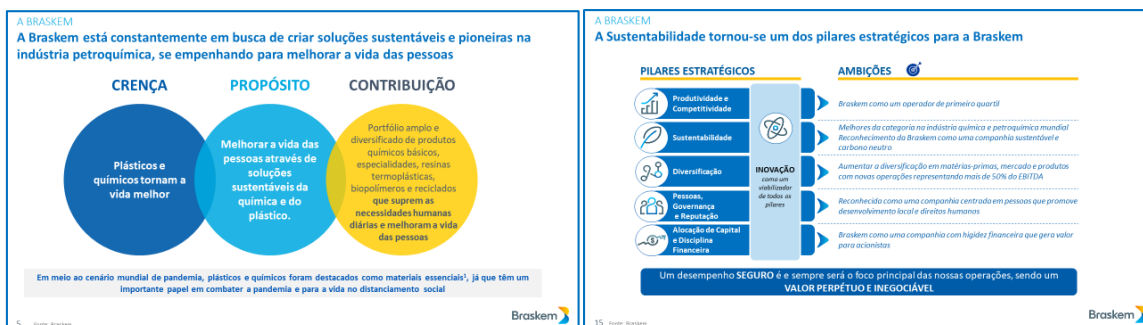 A BRASKEM
A Braskem está constantemente em busca de criar soluções sustentáveis e pioneiras na
indústria petroquímica, se empenhando para melhorar a vida das pessoas
CRENÇA
PROPÓSITO
CONTRIBUIÇÃO
Plásticos e
químicos tornam a
vida melhor
Melhorar a vida das
pessoas através de
soluções
sustentáveis da
química e do
plástico.
Portfólio amplo e
diversificado de produtos
químicos básicos,
especialidades, resinas
termoplásticas,
biopolímeros e reciclados
que suprem as
necessidades humanas
diárias e melhoram a vida
das pessoas
Em meio ao cenário mundial de pandemia, plásticos e químicos foram destacados como materiais essenciais¹, já que têm um
importante papel em combater a pandemia e para a vida no distanciamento social
5 Fonte: Braskem
Braskem
A BRASKEM
A Sustentabilidade tornou-se um dos pilares estratégicos para a Braskem
PILARES ESTRATÉGICOS
AMBIÇÕES
Produtividade e
Competitividade
Sustentabilidade
Diversificação
Pessoas,
Governança
e Reputação
Alocação de Capital
e Disciplina
Financeira
INOVAÇÃO
como um
viabilizador
de todos os
pilares
Braskem como um operador de primeiro quartil
Melhores da categoria na indústria química e petroquímica mundial
Reconhecimento da Braskem como uma companhia sustentável e
carbono neutro
Aumentar a diversificação em matérias-primas, mercado e produtos
com novas operações representando mais de 50% do EBITDA
Reconhecida como uma companhia centrada em pessoas que promove
desenvolvimento local e direitos humanos
Braskem como uma companhia com higidez financeira que gera valor
para acionistas
Um desempenho SEGURO é e sempre será o foco principal das nossas operações, sendo um
VALOR PERPÉTUO E INEGOCIÁVEL
15 Fonte: Braskem
Braskem